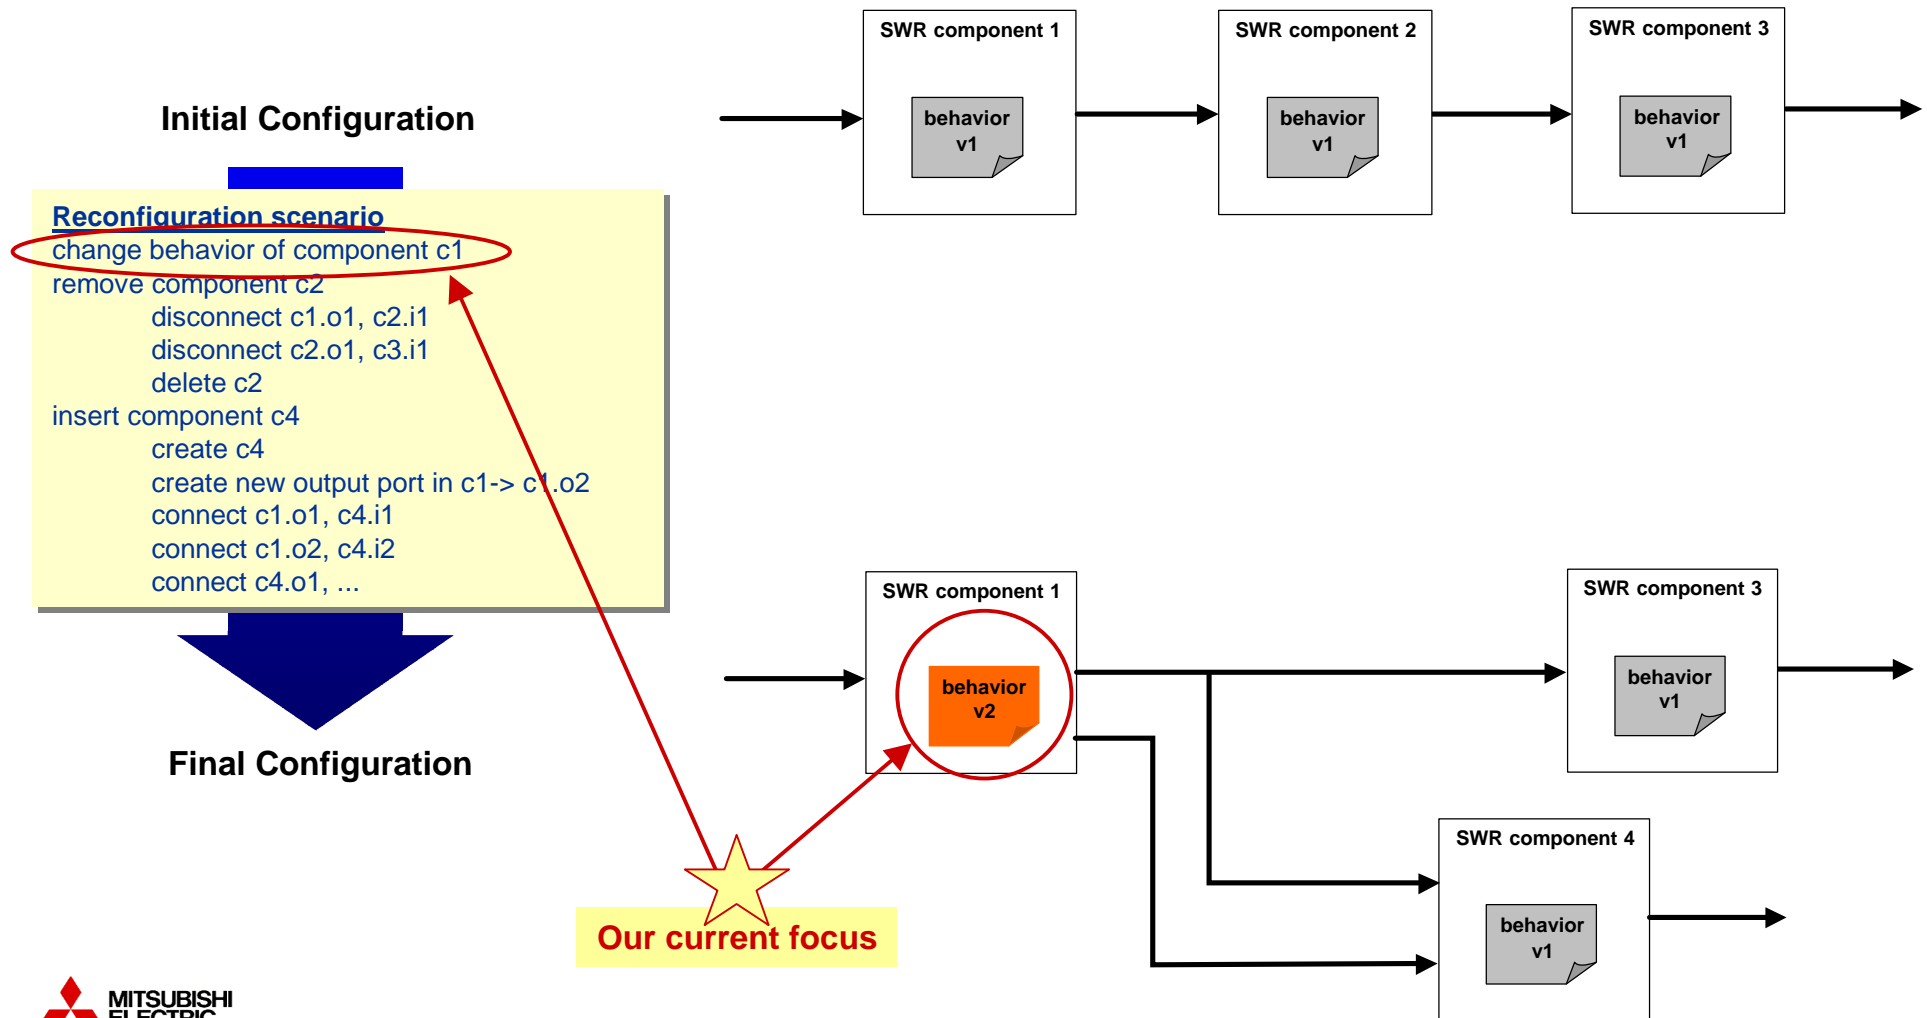 Initial Configuration
Reconfiguration scenario
change behavior of component c1
remove component c2
disconnect c1.o1, c2.i1
disconnect c2.o1, c3.i1
delete c2
insert component c4
create c4
create new output port in c1-> c1.o2
connect c1.o1, c4.i1
connect c1.o2, c4.i2
connect c4.o1, ...
Final Configuration
SWR component 1
behavior
v1
SWR component 2
behavior
v1
SWR component 3
behavior
v1
SWR component 1
behavior
v2
SWR component 3
behavior
v1
SWR component 4
behavior
v1
Our current focus
MITSUBISHI
ELECTRIC